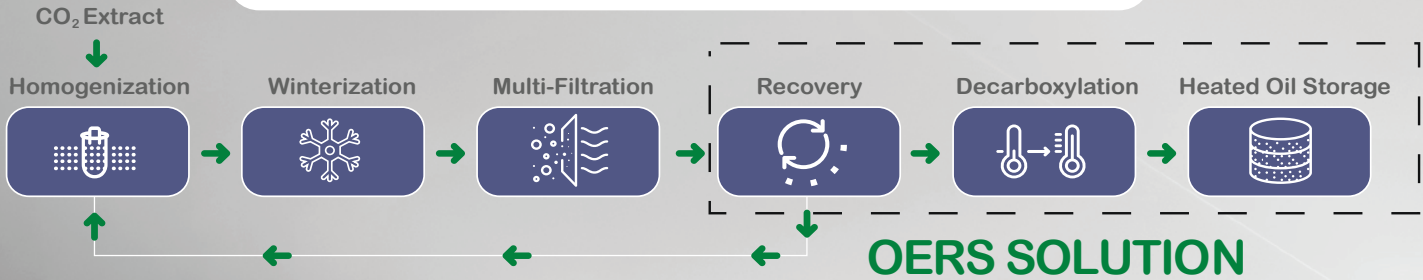 CO₂ Extract
Homogenization
Winterization
Multi-Filtration
Recovery
Decarboxylation
Heated Oil Storage
OERS SOLUTION